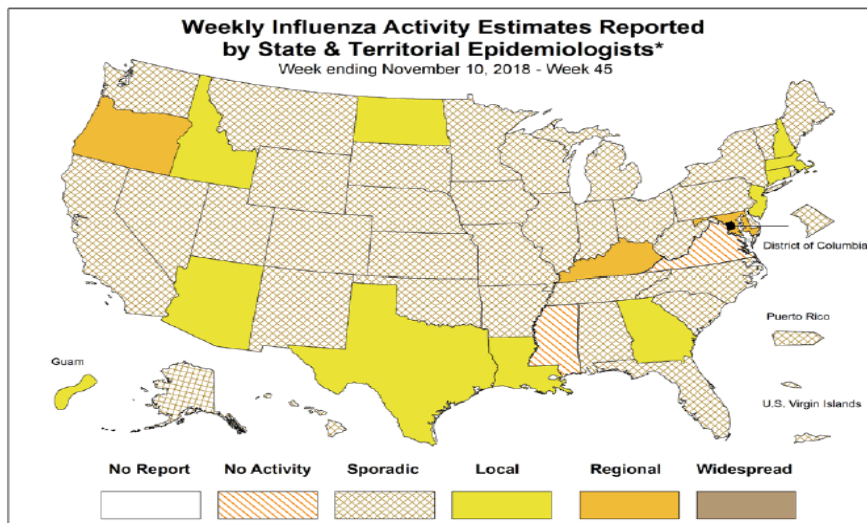 Weekly Influenza Activity Estimates Reported
by State & Territorial Epidemiologists*
Week ending November 10, 2018 - Week 45
District of Columbia
Puerto Rico
Guam
U.S. Virgin Islands
No Report No Activity Sporadic Local Regional Widespread